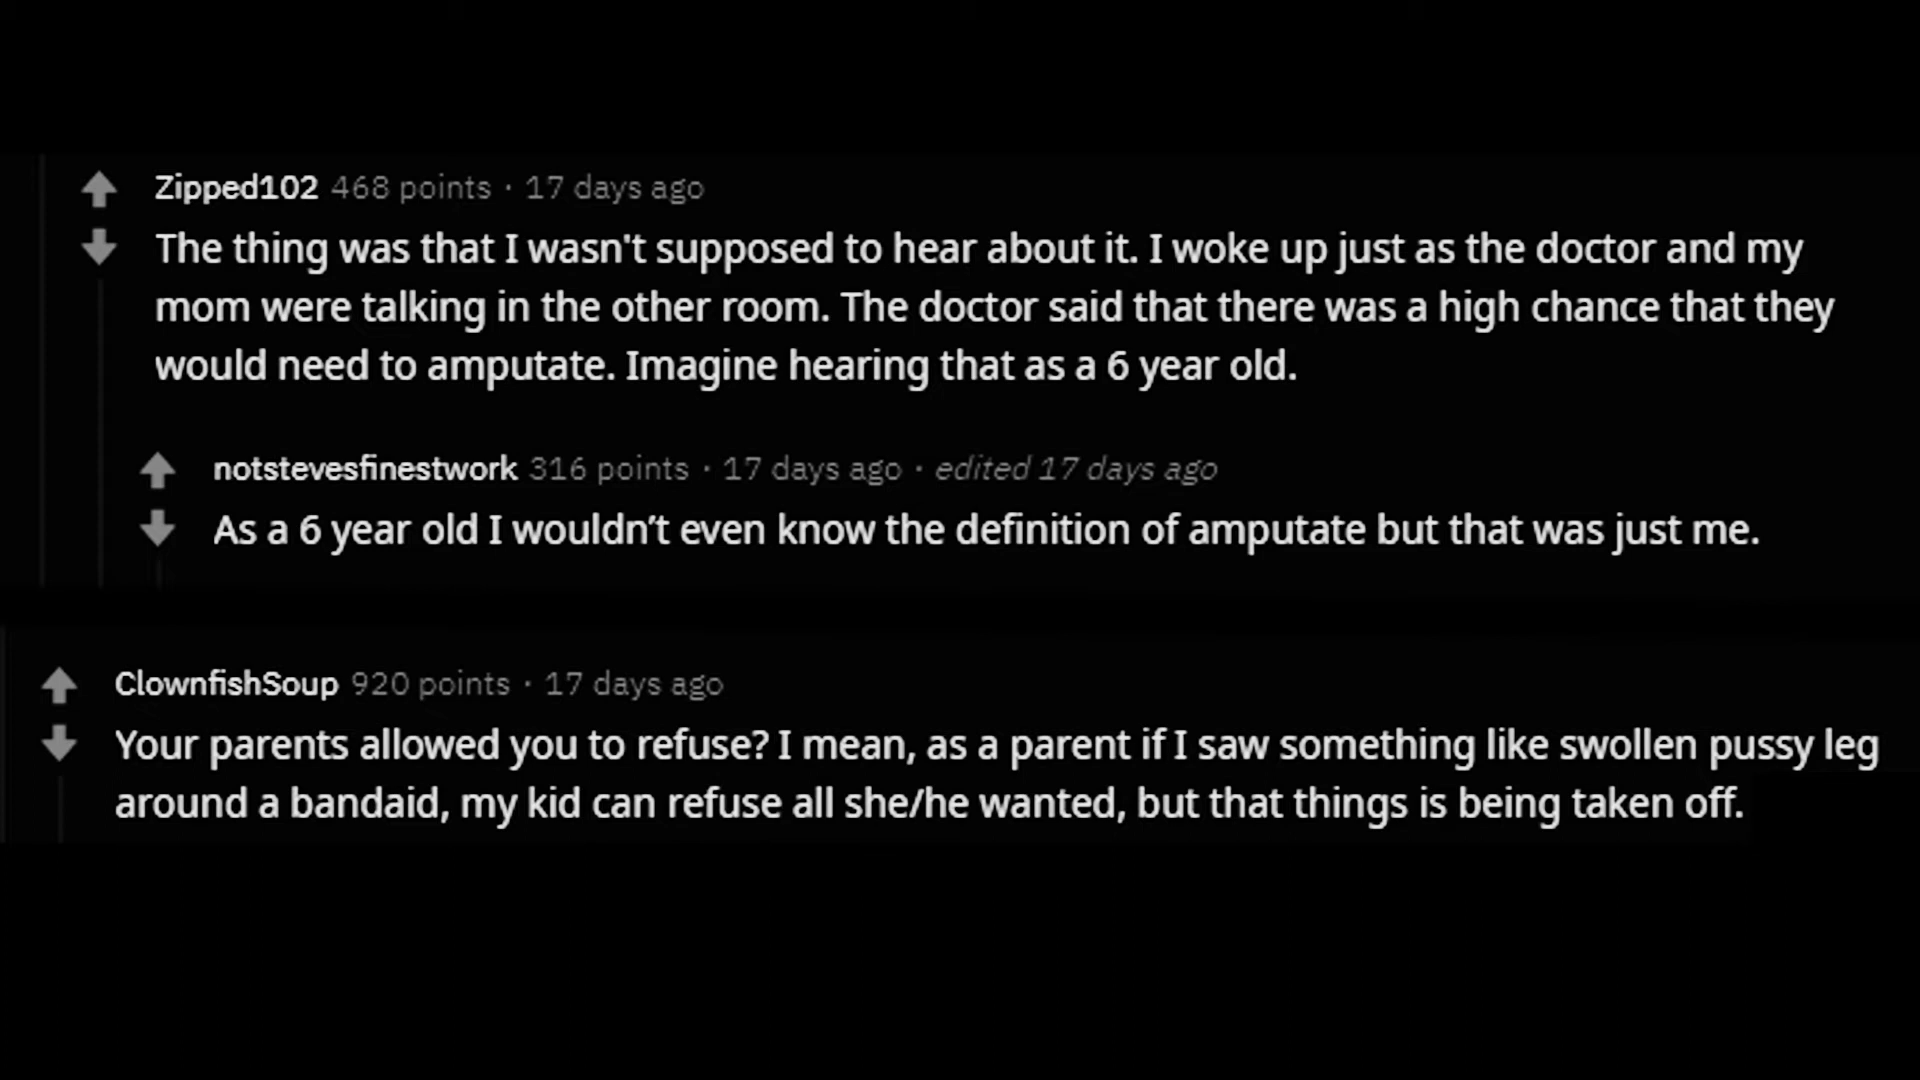 Zipped102 468 points · 17 days ago
The thing was that I wasn't supposed to hear about it. I woke up just as the doctor and my
mom were talking in the other room. The doctor said that there was a high chance that they
would need to amputate. Imagine hearing that as a 6 year old.
notstevesfinestwork 316 points · 17 days ago · edited 17 days ago
As a 6 year old I wouldn’t even know the definition of amputate but that was just me.
ClownfishSoup 920 points · 17 days ago
Your parents allowed you to refuse? I mean, as a parent if I saw something like swollen pussy leg
around a bandaid, my kid can refuse all she/he wanted, but that things is being taken off.